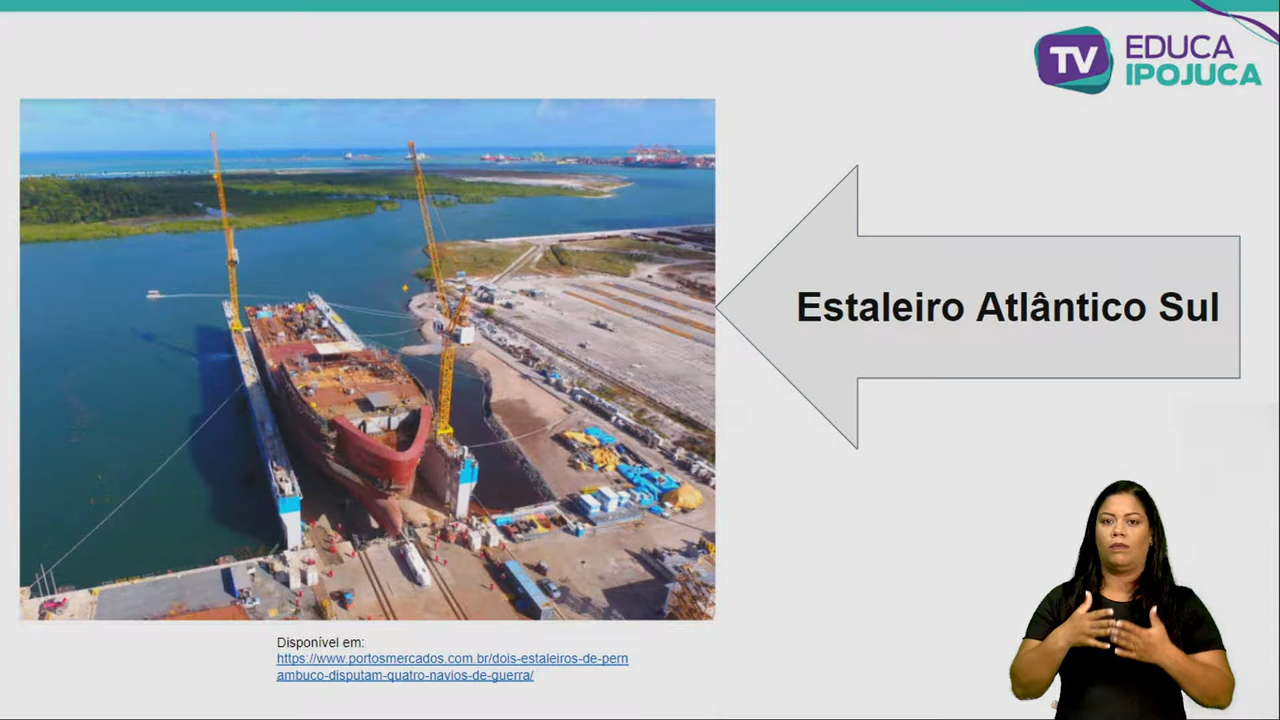 TV EDUCA
IPOJUCA
Estaleiro Atlântico Sul
Disponível em:
https://www.portosmercados.com.br/dois-estaleiros-de-pern
ambuco-disputam-quatro-navios-de-guerra/